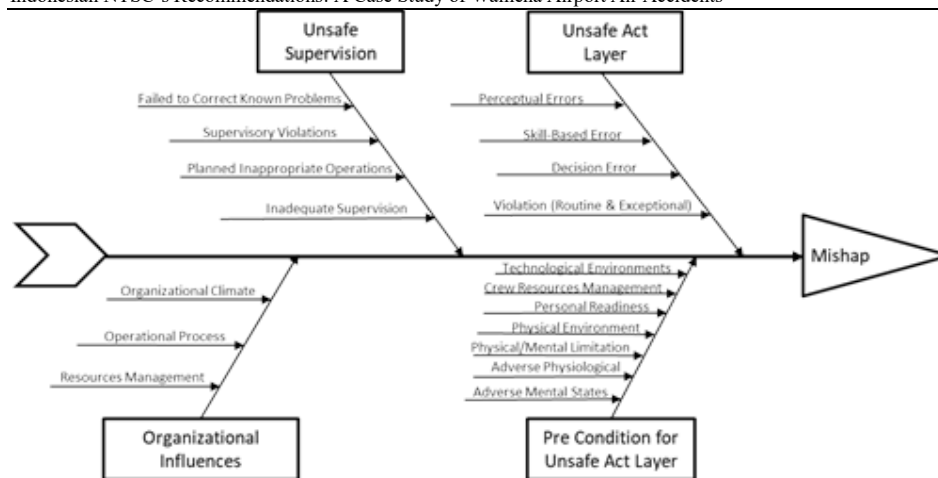 Indonesian NTSC's Recommendations: A Case Study of Wamena Airport Air Accidents
Unsafe
Supervision
Unsafe Act
Layer
Failed to Correct Known Problems
Supervisory Violations
Planned Inappropriate Operations
Inadequate Supervision
Perceptual Errors
Skill-Based Error
Decision Error
Violation (Routine & Exceptional)
Mishap
Organizational Climate
Operational Process
Resources Management
Technological Environments
Crew Resources Management
Personal Readiness
Physical Environment
Physical/Mental Limitation
Adverse Physiological
Adverse Mental States
Organizational
Influences
Pre Condition for
Unsafe Act Layer